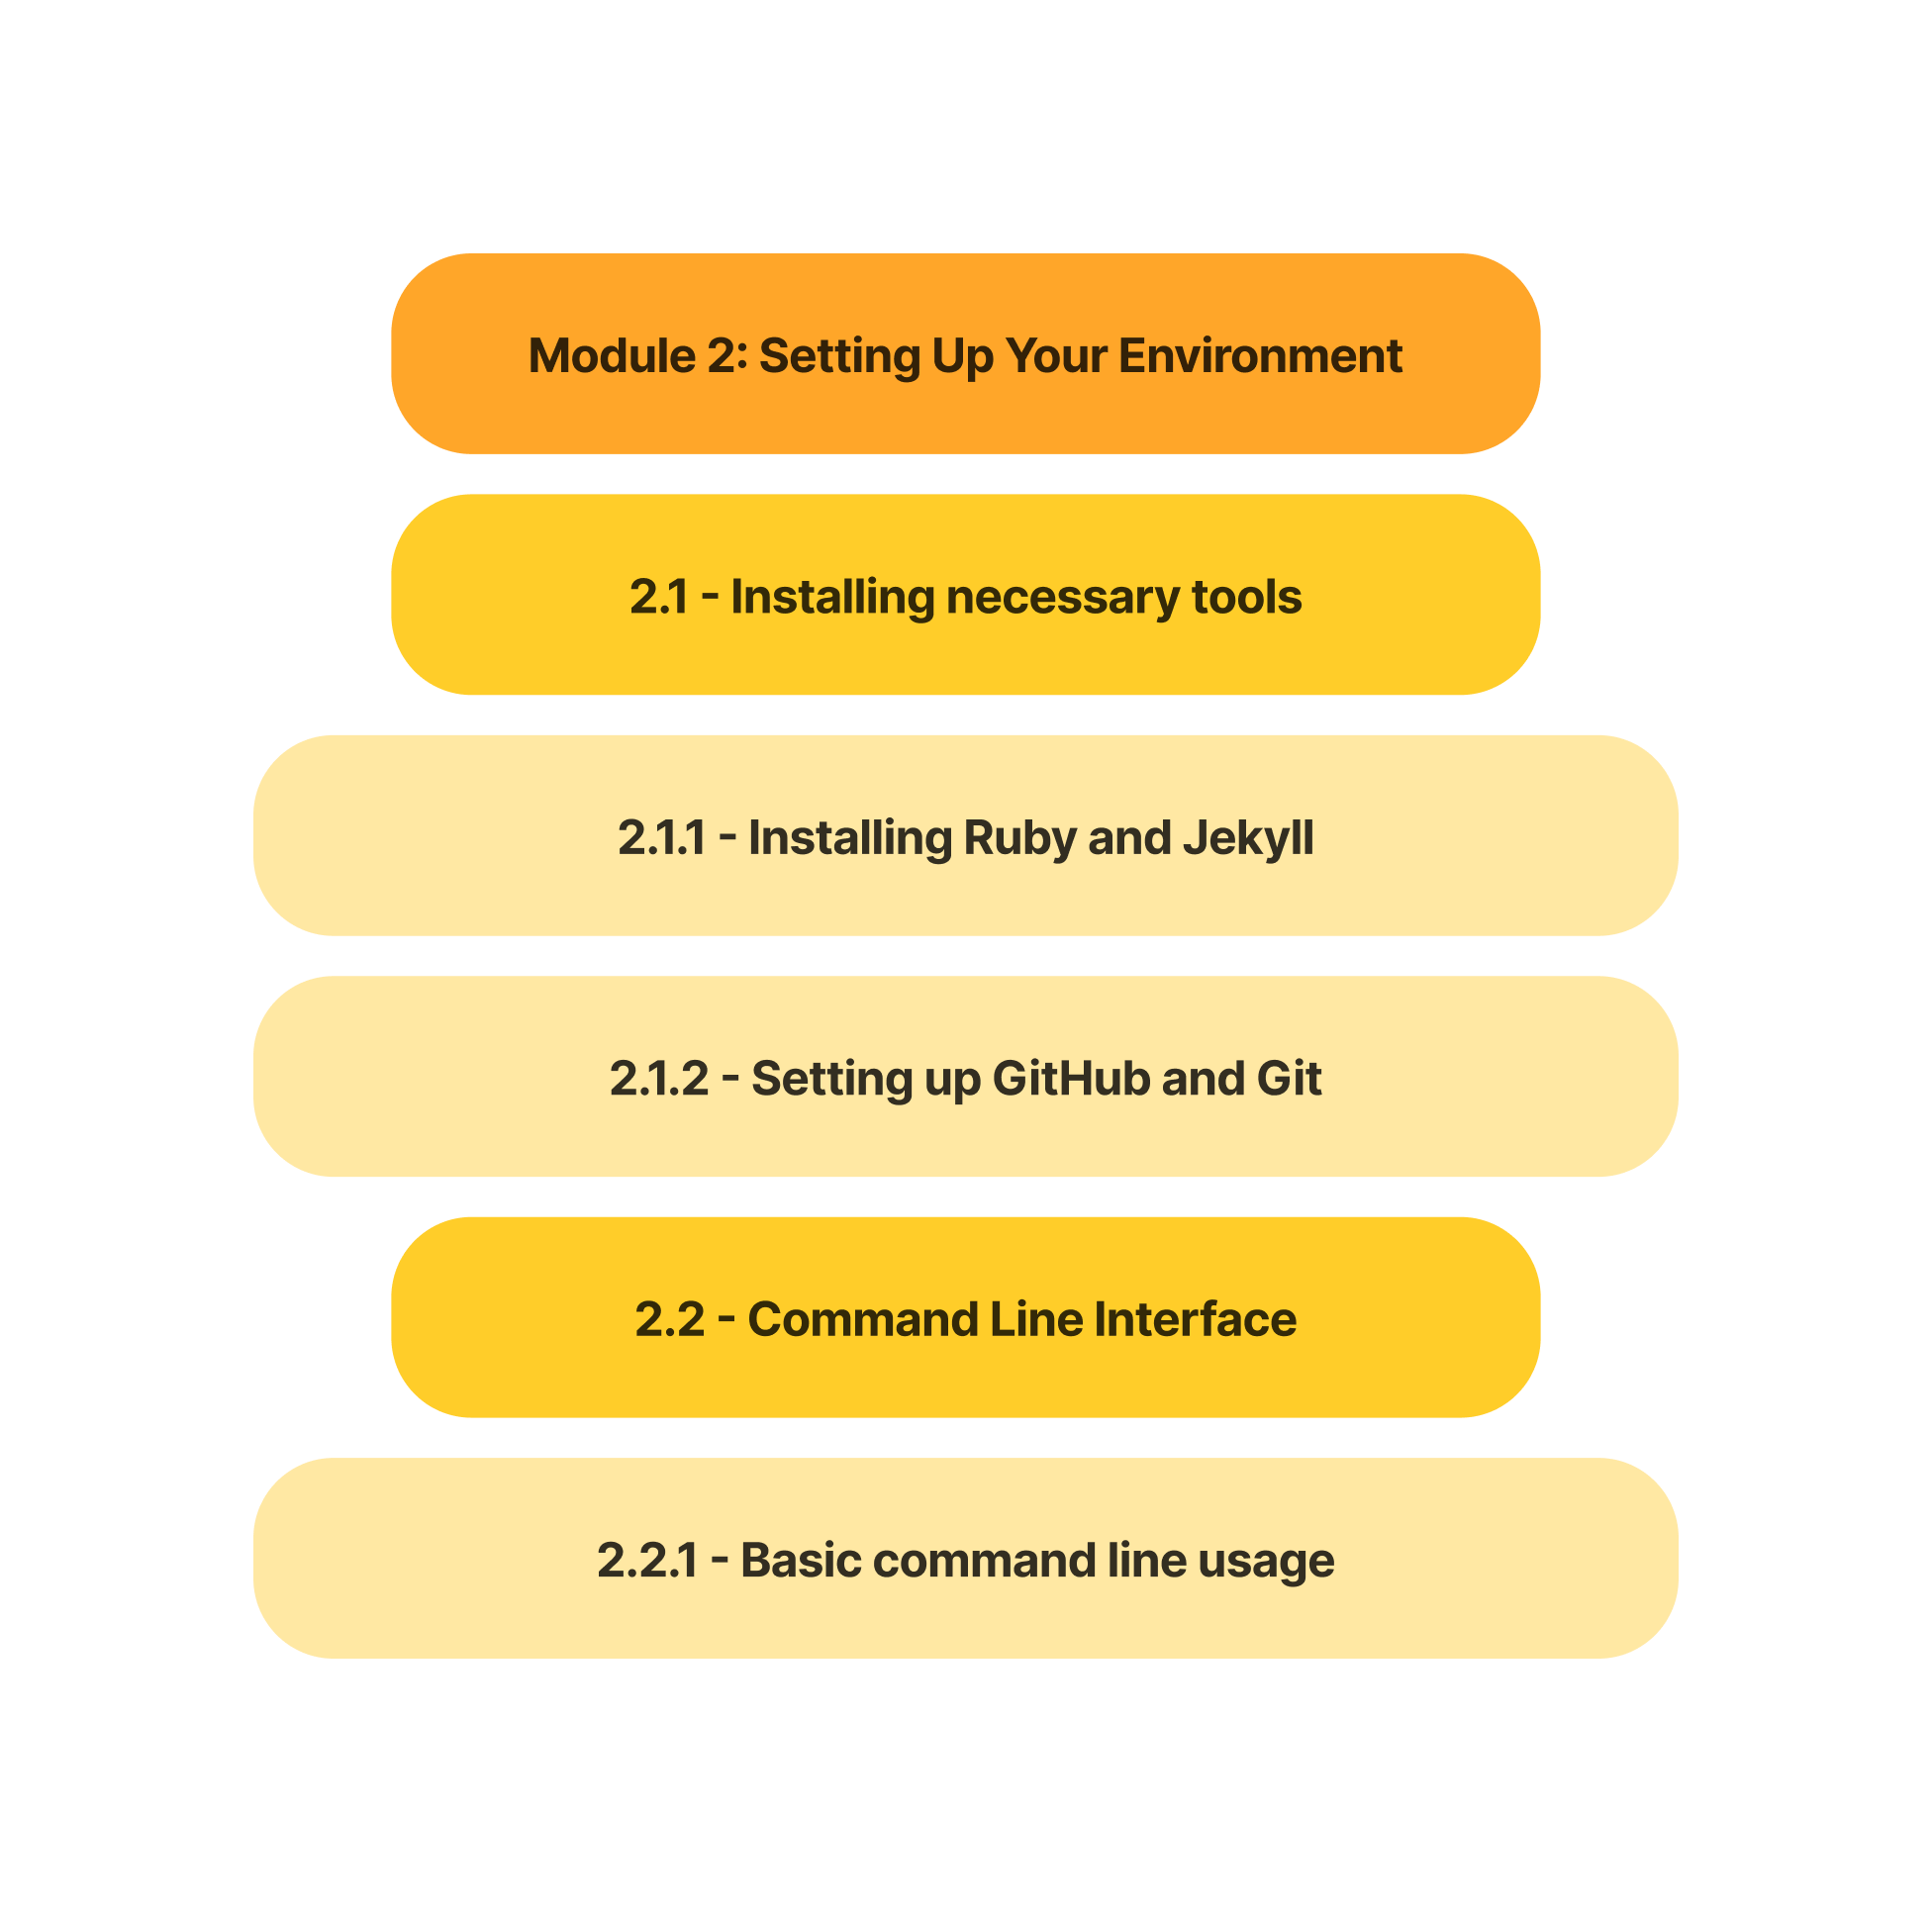 Module 2: Setting Up Your Environment
2.1 - Installing necessary tools
2.1.1 - Installing Ruby and Jekyll
2.1.2 - Setting up GitHub and Git
2.2 - Command Line Interface
2.2.1 - Basic command line usage